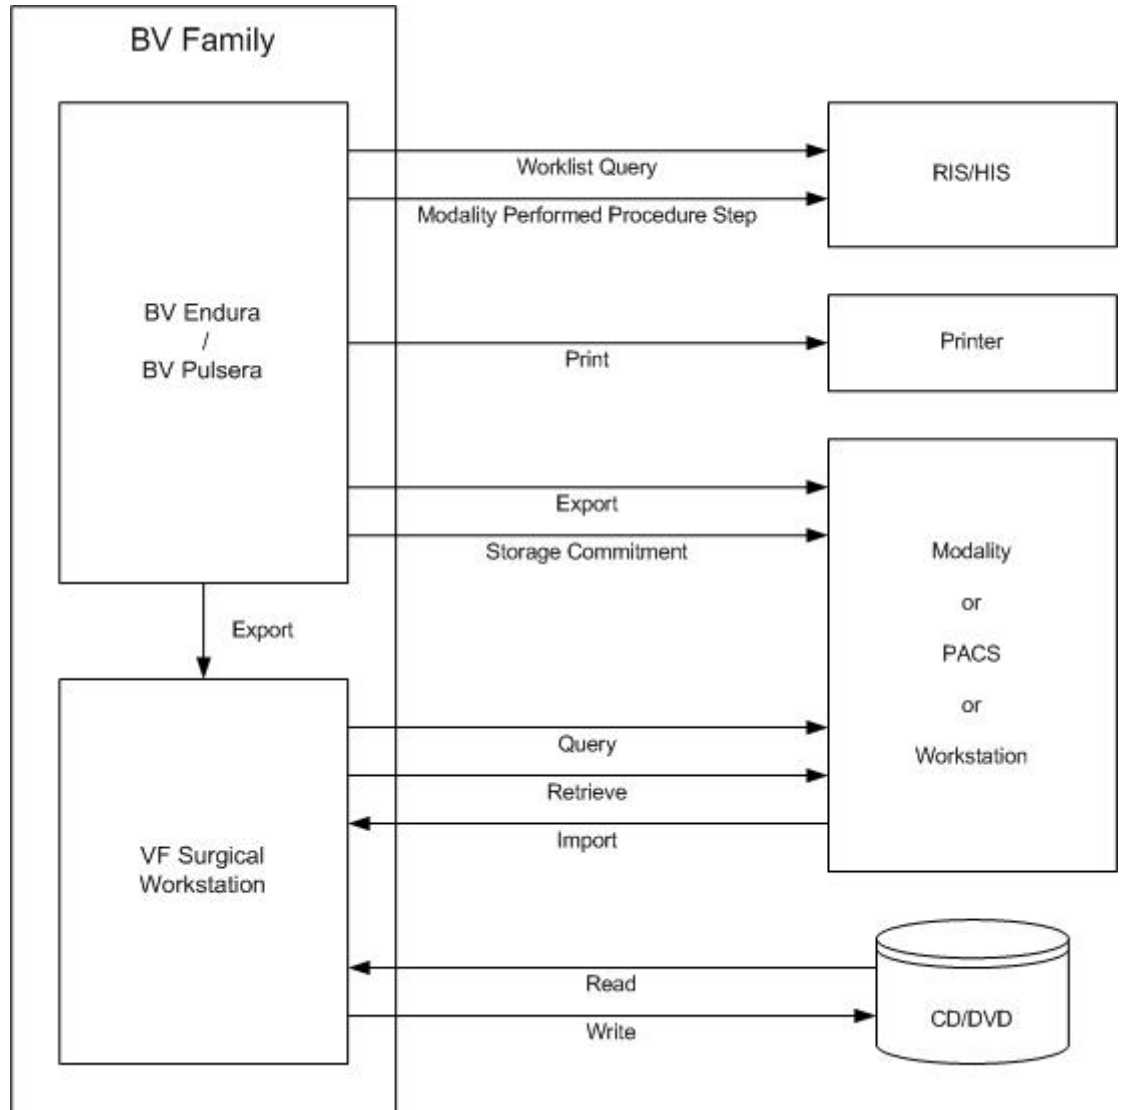 BV Family
Worklist Query
RIS/HIS
Modality Performed Procedure Step
BV Endura
/
BV Pulsera
Printer
Print
Export
Storage Commitment
Modality
or
PACS
or
Workstation
Export
Query
Retrieve
Import
VF Surgical
Workstation
Read
Write
CD/DVD